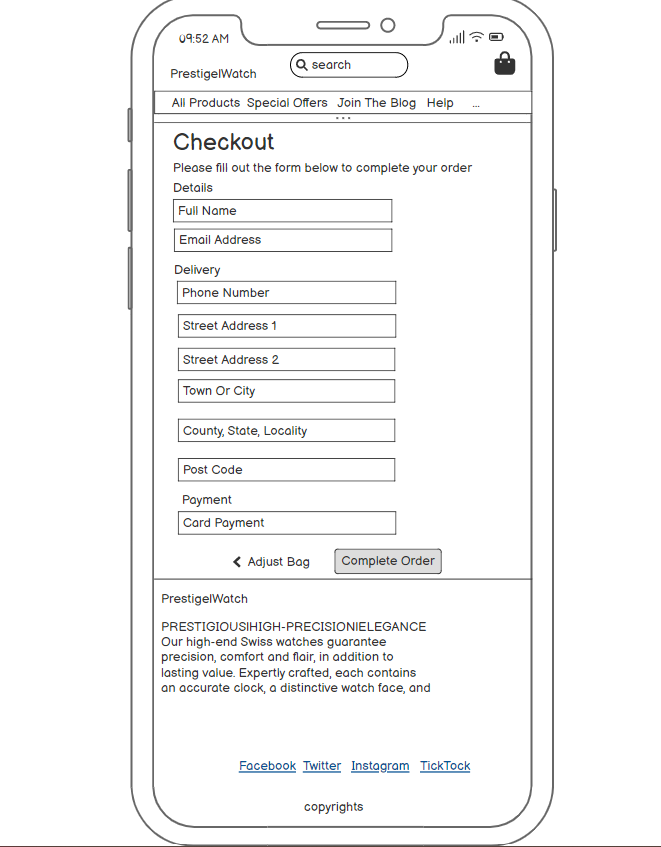 09:52 AM
search
PrestigeIWatch
All Products Special Offers Join The Blog Help ...
Checkout
Please fill out the form below to complete your order
Details
Full Name
Email Address
Delivery
Phone Number
Street Address 1
Street Address 2
Town Or City
County, State, Locality
Post Code
Payment
Card Payment
Adjust Bag Complete Order
PrestigeIWatch
PRESTIGIOUSIHIGH-PRECISIONIELEGANCE
Our high-end Swiss watches guarantee
precision, comfort and flair, in addition to
lasting value. Expertly crafted, each contains
an accurate clock, a distinctive watch face, and
Facebook Twitter Instagram TickTock
copyrights